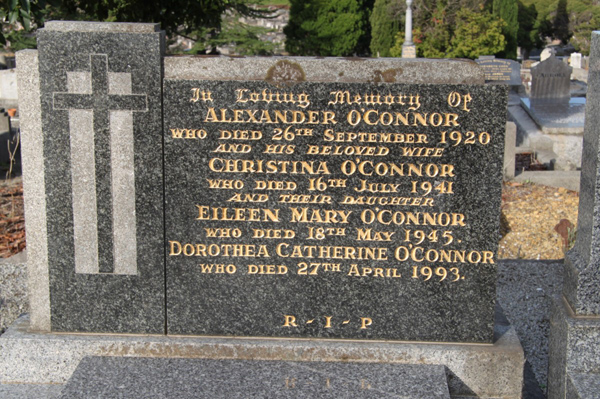 In Loving Memory Of
ALEXANDER O'CONNOR
WHO DIED 26TH SEPTEMBER 1920
AND HIS BELOVED WIFE
CHRISTINA O'CONNOR
WHO DIED 16TH JULY 1941
AND THEIR DAUGHTER
EILEEN MARY O'CONNOR
WHO DIED 18TH MAY 1945.
DOROTHEA CATHERINE O'CONNOR
WHO DIED 27TH APRIL 1993.
R-I-P